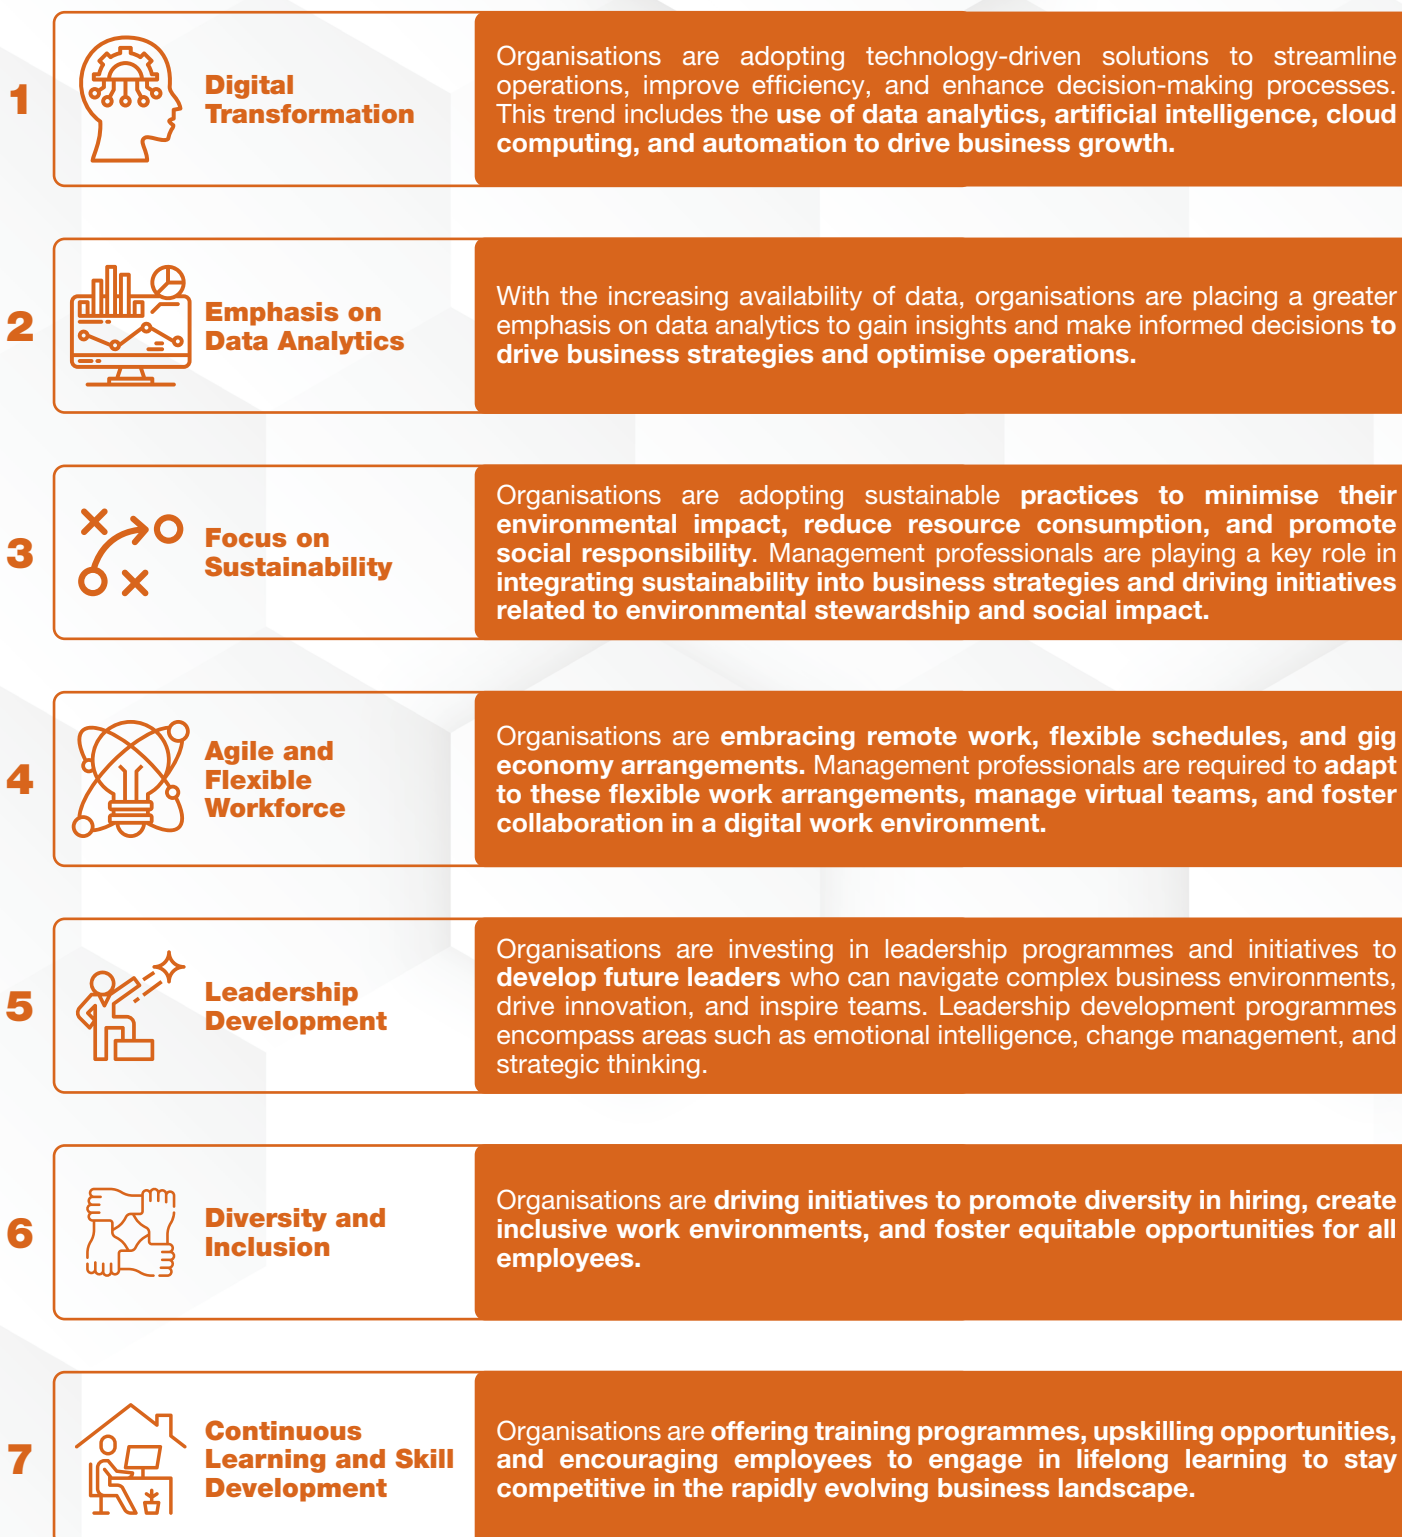 1
Digital
Transformation
Organisations are adopting technology-driven solutions to streamline
operations, improve efficiency, and enhance decision-making processes.
This trend includes the use of data analytics, artificial intelligence, cloud
computing, and automation to drive business growth.
2
Emphasis on
Data Analytics
With the increasing availability of data, organisations are placing a greater
emphasis on data analytics to gain insights and make informed decisions to
drive business strategies and optimise operations.
3
Focus on
Sustainability
Organisations are adopting sustainable practices to minimise their
environmental impact, reduce resource consumption, and promote
social responsibility. Management professionals are playing a key role in
integrating sustainability into business strategies and driving initiatives
related to environmental stewardship and social impact.
4
Agile and
Flexible
Workforce
Organisations are embracing remote work, flexible schedules, and gig
economy arrangements. Management professionals are required to adapt
to these flexible work arrangements, manage virtual teams, and foster
collaboration in a digital work environment.
5
Leadership
Development
Organisations are investing in leadership programmes and initiatives to
develop future leaders who can navigate complex business environments,
drive innovation, and inspire teams. Leadership development programmes
encompass areas such as emotional intelligence, change management, and
strategic thinking.
6
Diversity and
Inclusion
Organisations are driving initiatives to promote diversity in hiring, create
inclusive work environments, and foster equitable opportunities for all
employees.
7
Continuous
Learning and Skill
Development
Organisations are offering training programmes, upskilling opportunities,
and encouraging employees to engage in lifelong learning to stay
competitive in the rapidly evolving business landscape.